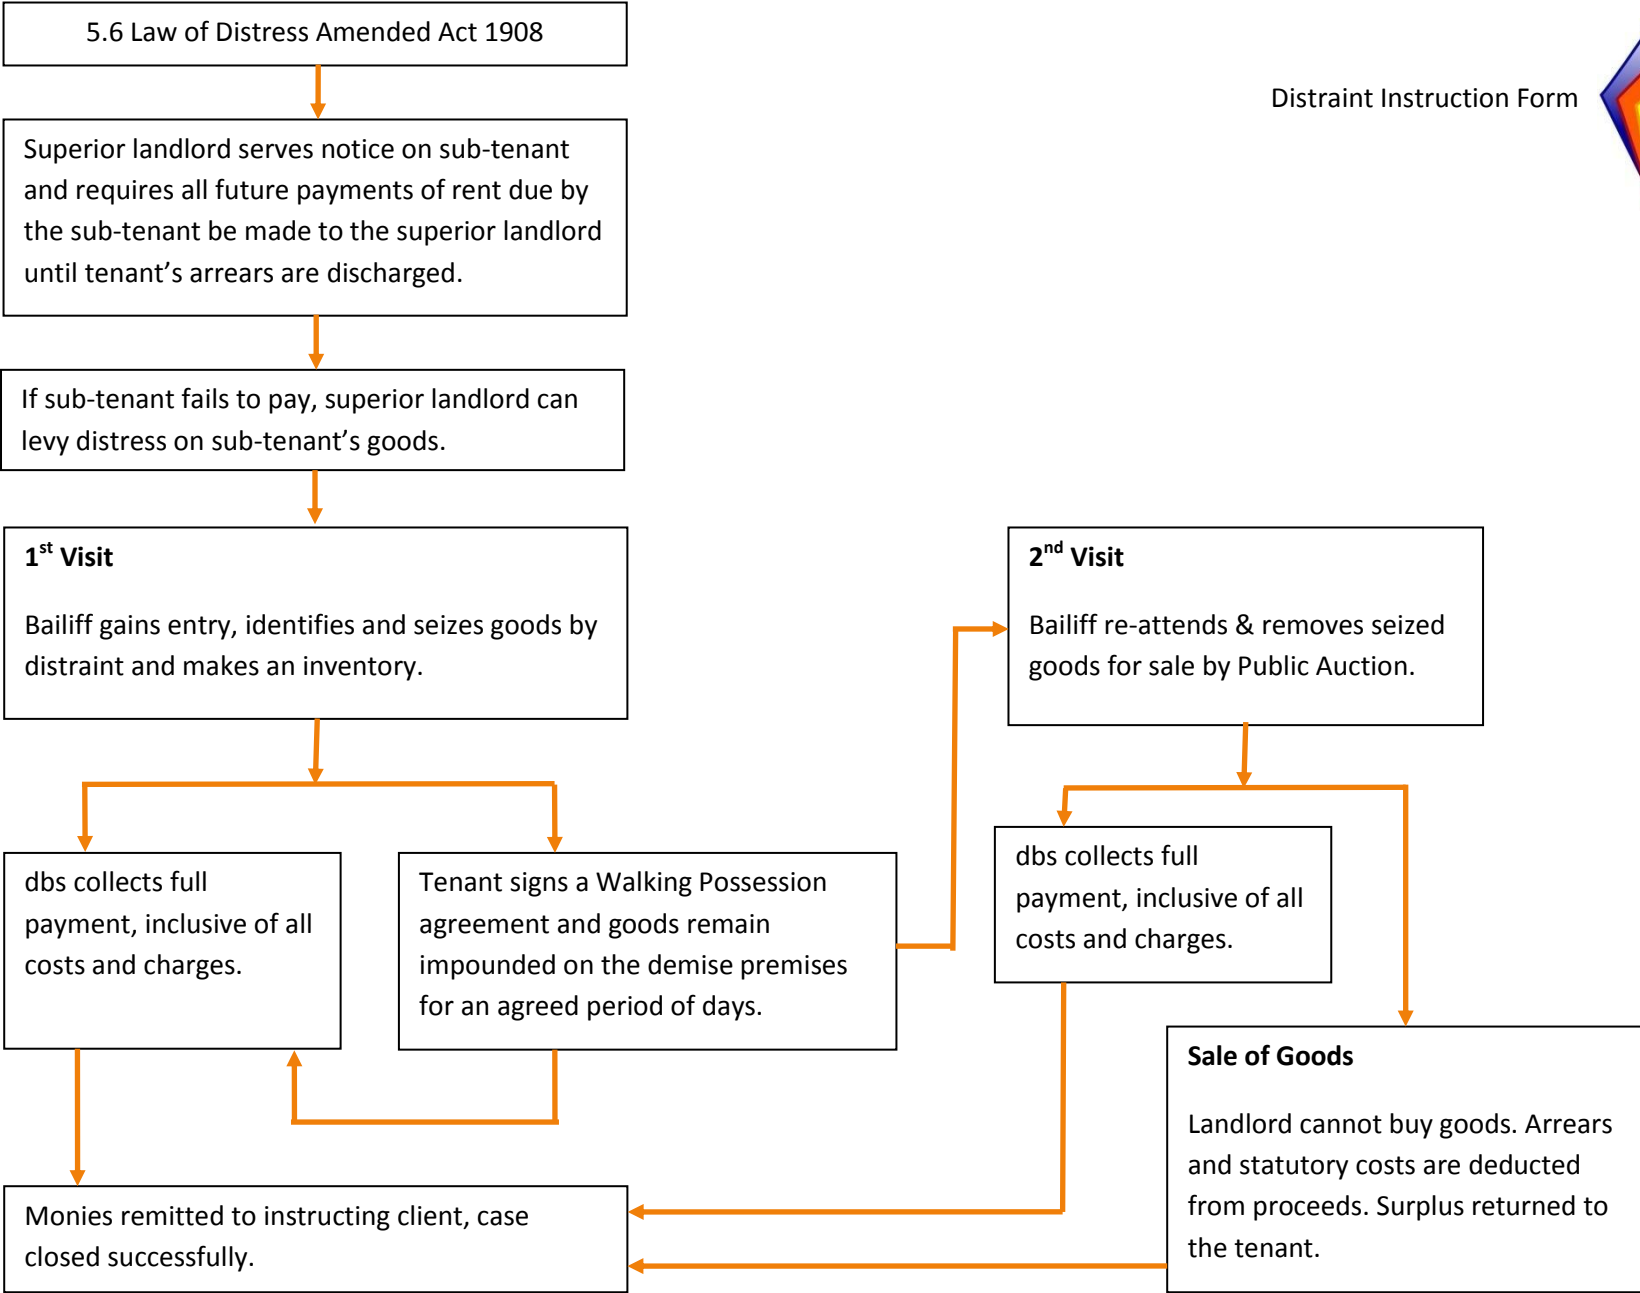 5.6 Law of Distress Amended Act 1908
Distraint Instruction Form
Superior landlord serves notice on sub-tenant
and requires all future payments of rent due by
the sub-tenant be made to the superior landlord
until tenant’s arrears are discharged.
If sub-tenant fails to pay, superior landlord can
levy distress on sub-tenant’s goods.
1st Visit
Bailiff gains entry, identifies and seizes goods by
distraint and makes an inventory.
2nd Visit
Bailiff re-attends & removes seized
goods for sale by Public Auction.
dbs collects full
payment, inclusive of all
costs and charges.
Tenant signs a Walking Possession
agreement and goods remain
impounded on the demise premises
for an agreed period of days.
dbs collects full
payment, inclusive of all
costs and charges.
Sale of Goods
Landlord cannot buy goods. Arrears
and statutory costs are deducted
from proceeds. Surplus returned to
the tenant.
Monies remitted to instructing client, case
closed successfully.